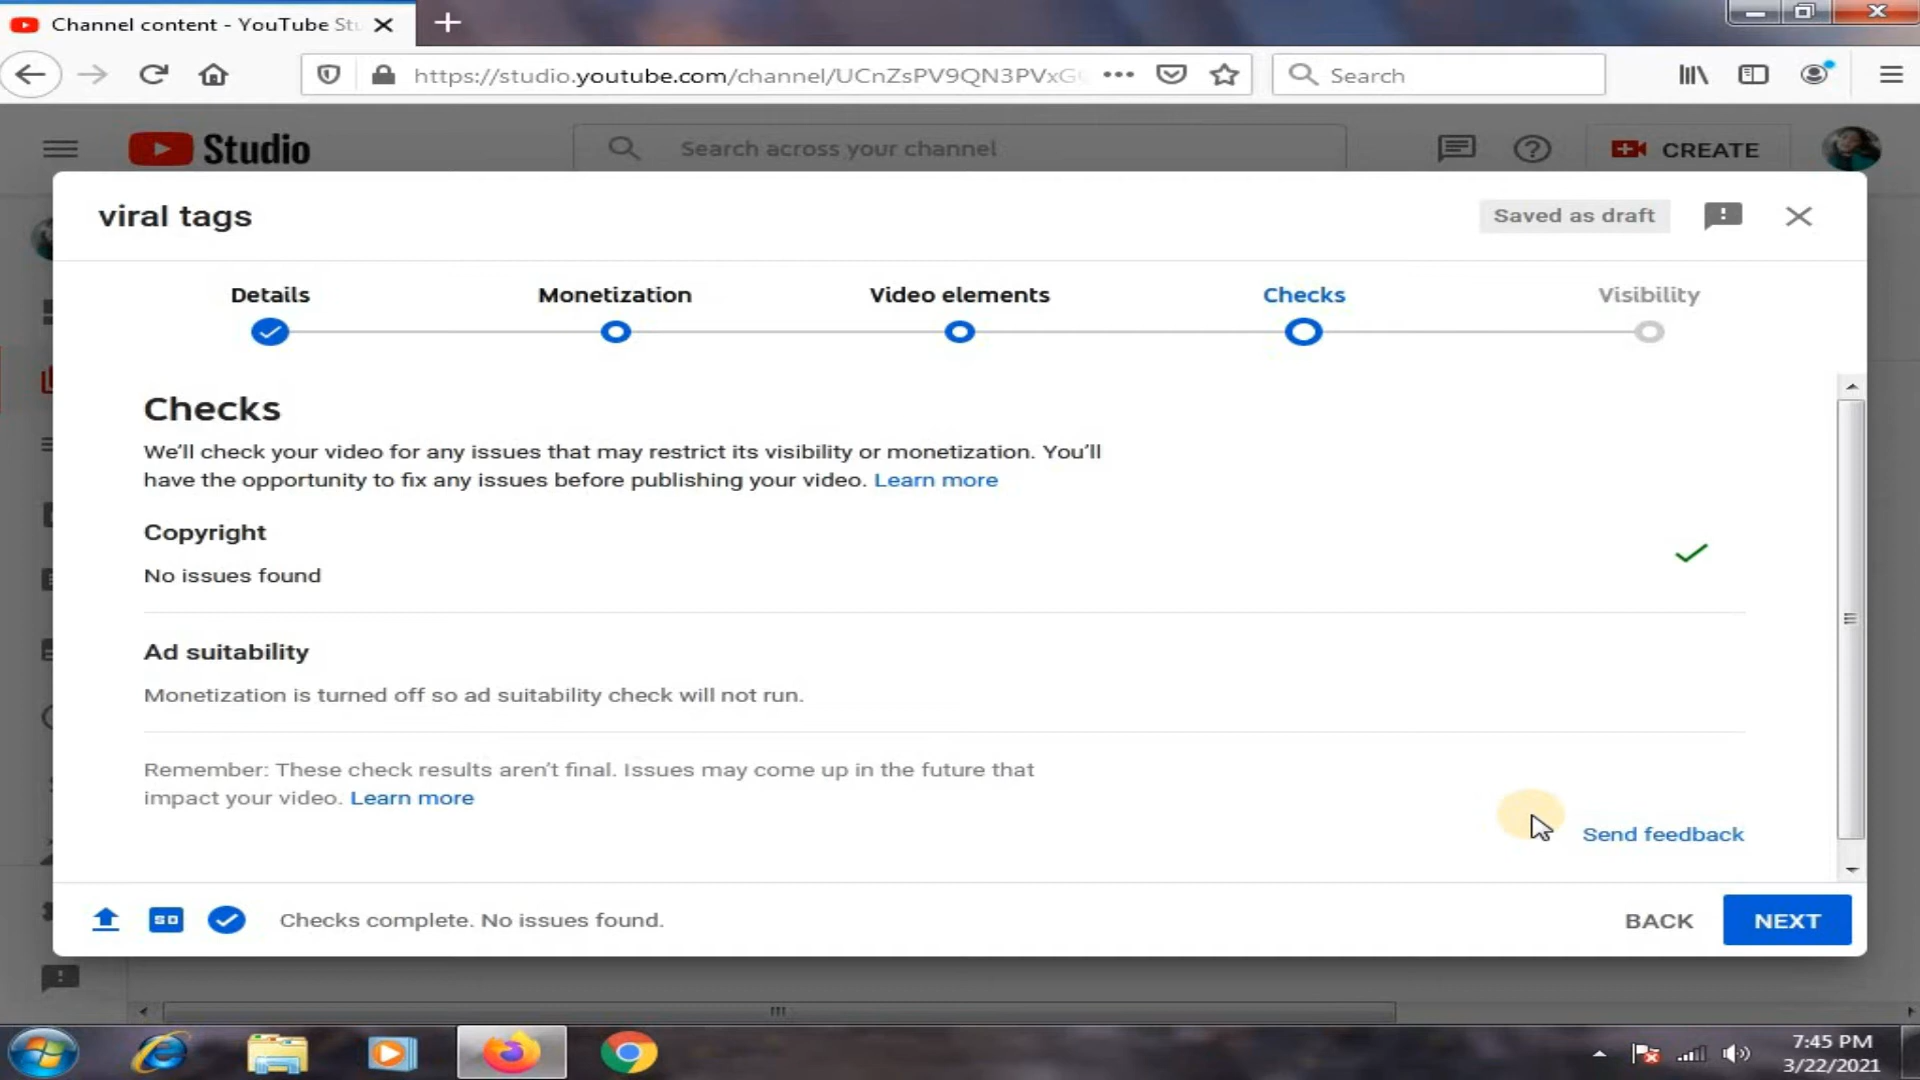 Channel content - YouTube Stu
https://studio.youtube.com/channel/UCnZsPV9QN3PVxG
Search
Studio
Search across your channel
CREATE
viral tags
Saved as draft
Details
Monetization
Video elements
Checks
Visibility
Checks
We'll check your video for any issues that may restrict its visibility or monetization. You'll
have the opportunity to fix any issues before publishing your video. Learn more
Copyright
No issues found
Ad suitability
Monetization is turned off so ad suitability check will not run.
Remember: These check results aren't final. Issues may come up in the future that
impact your video. Learn more
Send feedback
SD
Checks complete. No issues found.
BACK
NEXT
7:45 PM
3/22/2021